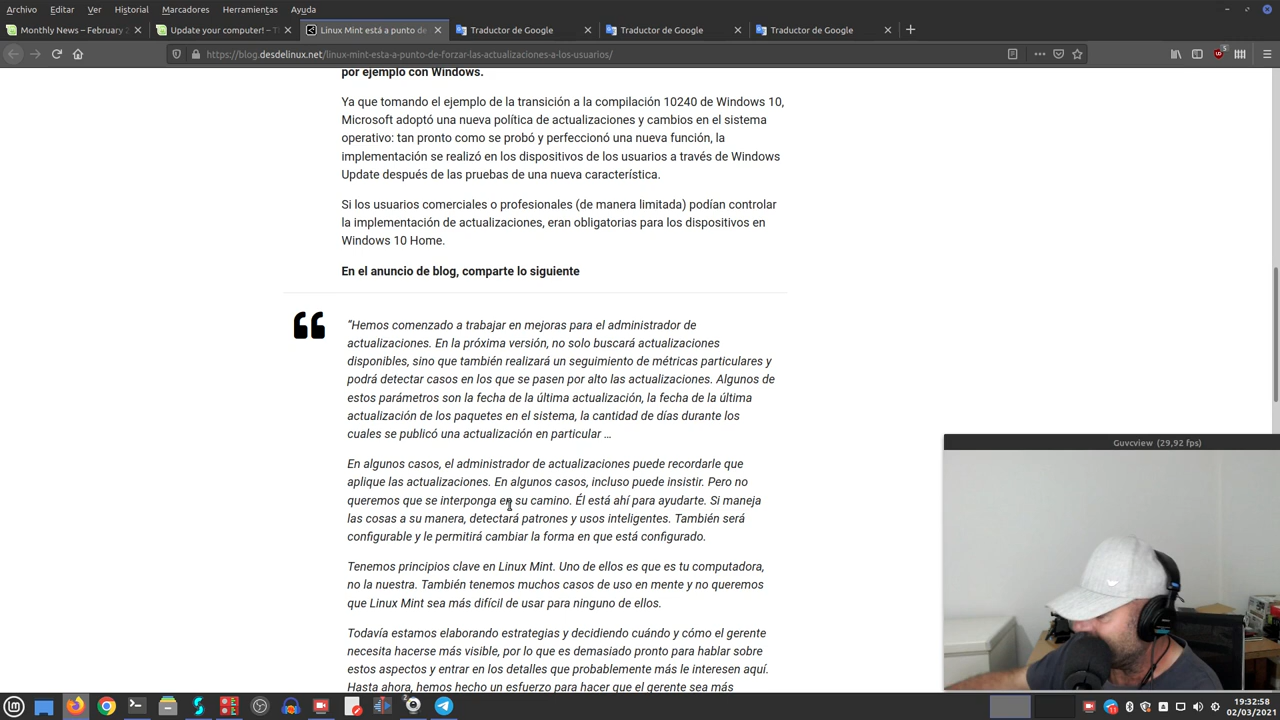 Archivo Editar Ver Historial Marcadores Herramientas Ayuda
Monthly News – February 2
Update your computer! – T
Linux Mint está a punto de
Traductor de Google
Traductor de Google
Traductor de Google
https://blog.desdelinux.net/linux-mint-esta-a-punto-de-forzar-las-actualizaciones-a-los-usuarios/
por ejemplo con Windows.
Ya que tomando el ejemplo de la transición a la compilación 10240 de Windows 10,
Microsoft adoptó una nueva política de actualizaciones y cambios en el sistema
operativo: tan pronto como se probó y perfeccionó una nueva función, la
implementación se realizó en los dispositivos de los usuarios a través de Windows
Update después de las pruebas de una nueva característica.
Si los usuarios comerciales o profesionales (de manera limitada) podían controlar
la implementación de actualizaciones, eran obligatorias para los dispositivos en
Windows 10 Home.
En el anuncio de blog, comparte lo siguiente
“Hemos comenzado a trabajar en mejoras para el administrador de
actualizaciones. En la próxima versión, no solo buscará actualizaciones
disponibles, sino que también realizará un seguimiento de métricas particulares y
podrá detectar casos en los que se pasen por alto las actualizaciones. Algunos de
estos parámetros son la fecha de la última actualización, la fecha de la última
actualización de los paquetes en el sistema, la cantidad de días durante los
cuales se publicó una actualización en particular …
En algunos casos, el administrador de actualizaciones puede recordarle que
aplique las actualizaciones. En algunos casos, incluso puede insistir. Pero no
queremos que se interponga en su camino. Él está ahí para ayudarte. Si maneja
las cosas a su manera, detectará patrones y usos inteligentes. También será
configurable y le permitirá cambiar la forma en que está configurado.
Tenemos principios clave en Linux Mint. Uno de ellos es que es tu computadora,
no la nuestra. También tenemos muchos casos de uso en mente y no queremos
que Linux Mint sea más difícil de usar para ninguno de ellos.
Todavía estamos elaborando estrategias y decidiendo cuándo y cómo el gerente
necesita hacerse más visible, por lo que es demasiado pronto para hablar sobre
estos aspectos y entrar en los detalles que probablemente más le interesen aquí.
Hasta ahora, hemos hecho un esfuerzo para hacer que el gerente sea más
Guvcview (29,92 fps)
19:32:58
02/03/2021